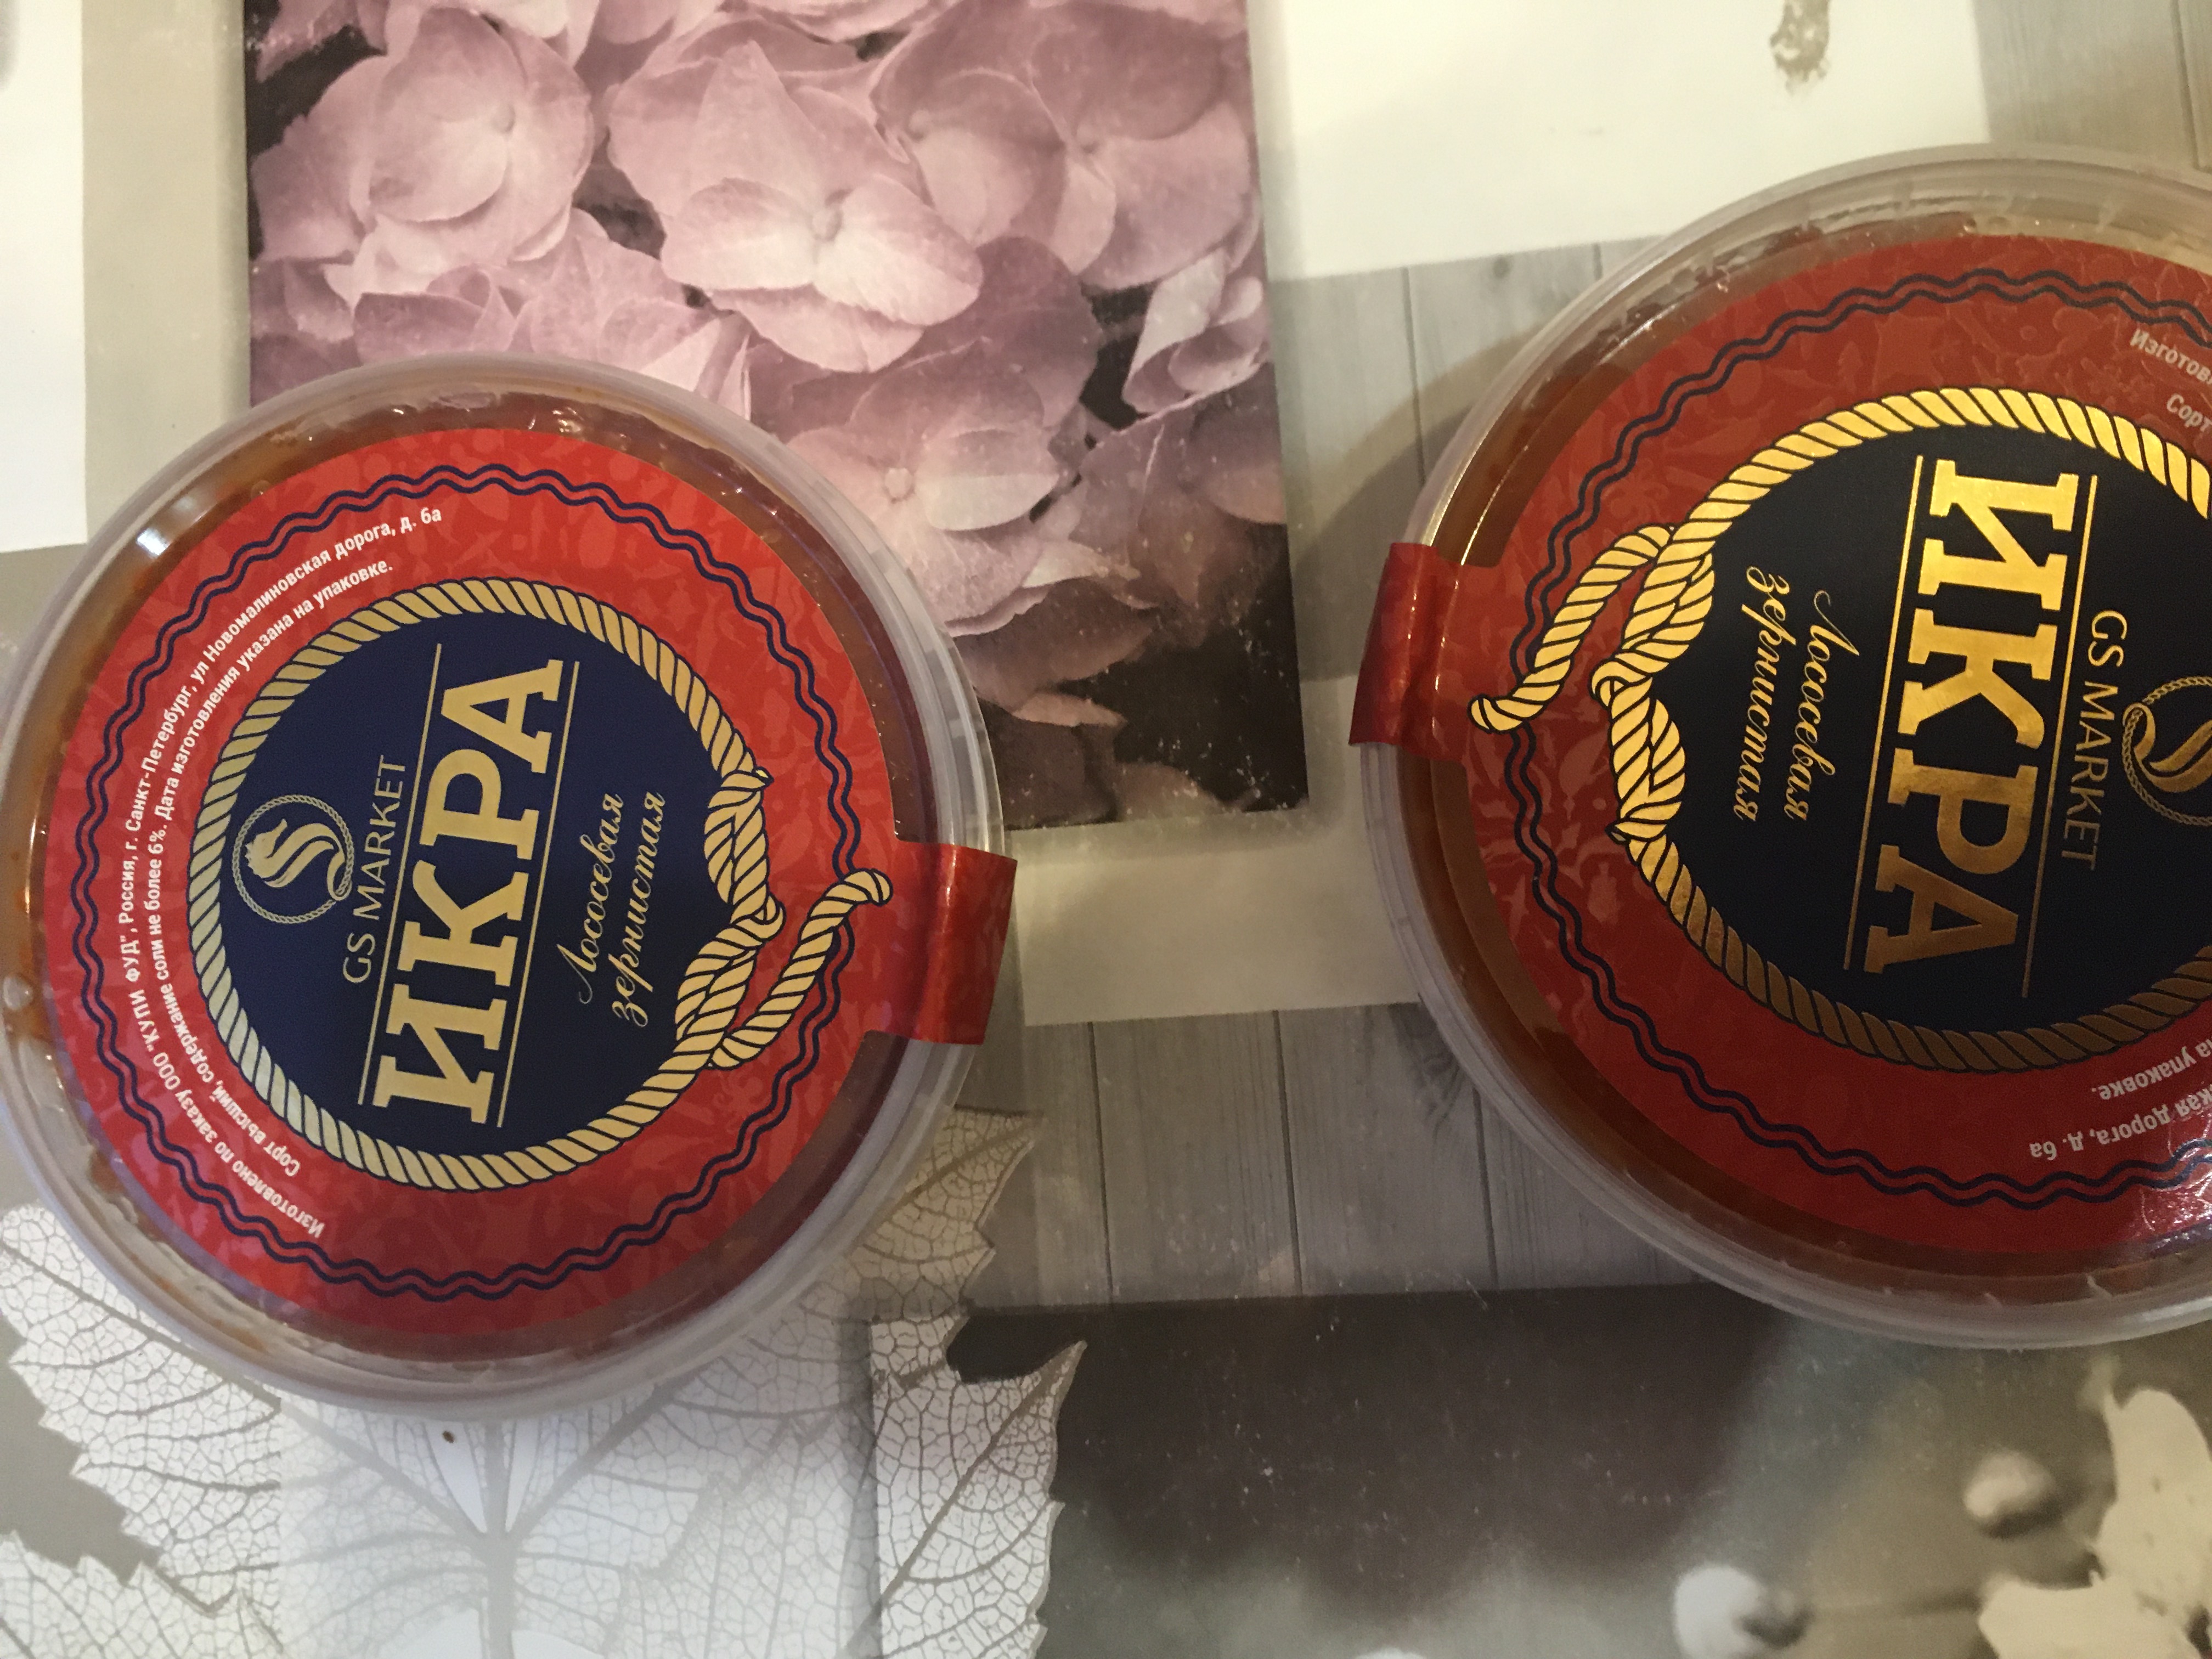 Изготовлено по заказу ООО "КУПИ ФУД", Россия, г. Санкт-Петербург, ул Новомалиновская дорога, д. 6а
Сорт высший, содержание соли не более 6%. Дата изготовления указана на упаковке.
GS MARKET
ИКРА
Лососевая
зернистая
Изготов
Сорт
GS MARKET
ИКРА
Лососевая
зернистая
на упаковке.
кая дорога, д. 6а